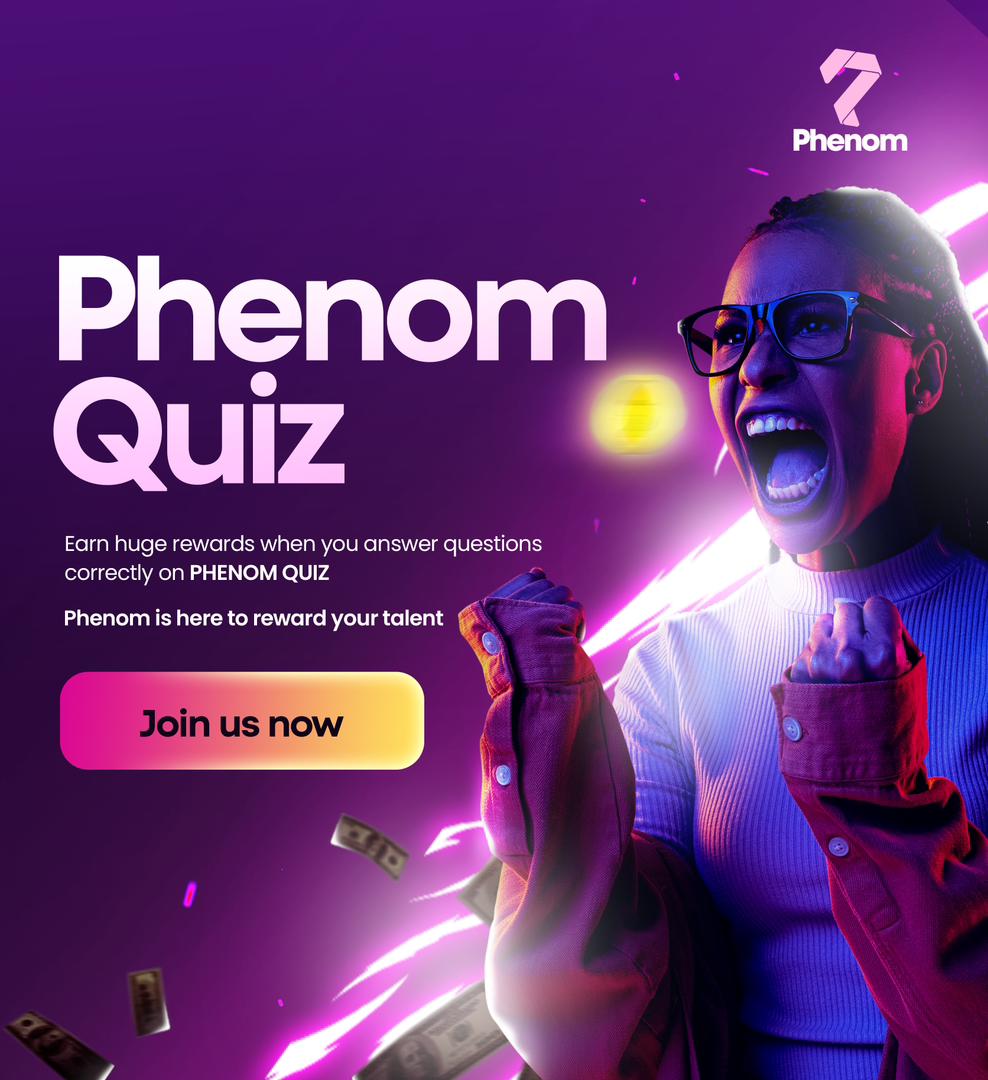 Phenom
Phenom
Quiz
Earn huge rewards when you answer questions
correctly on PHENOM QUIZ
Phenom is here to reward your talent
Join us now